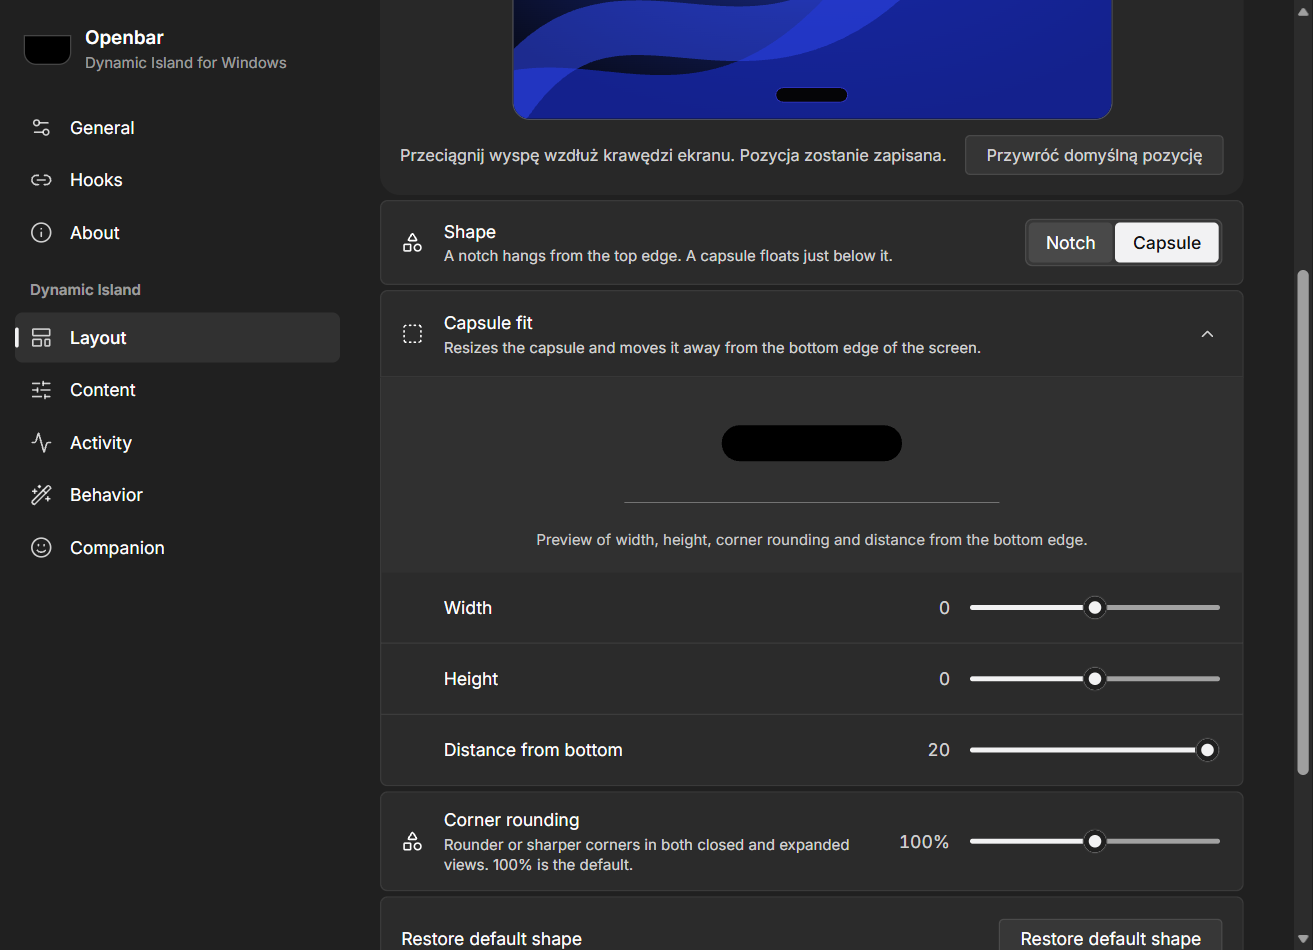 Openbar
Dynamic Island for Windows
General
Hooks
About
Dynamic Island
Layout
Content
Activity
Behavior
Companion
Przeciągnij wyspę wzdłuż krawędzi ekranu. Pozycja zostanie zapisana.
Przywróć domyślną pozycję
Shape
A notch hangs from the top edge. A capsule floats just below it.
Notch
Capsule
Capsule fit
Resizes the capsule and moves it away from the bottom edge of the screen.
Preview of width, height, corner rounding and distance from the bottom edge.
Width
0
Height
0
Distance from bottom
20
Corner rounding
Rounder or sharper corners in both closed and expanded
views. 100% is the default.
100%
Restore default shape
Restore default shape